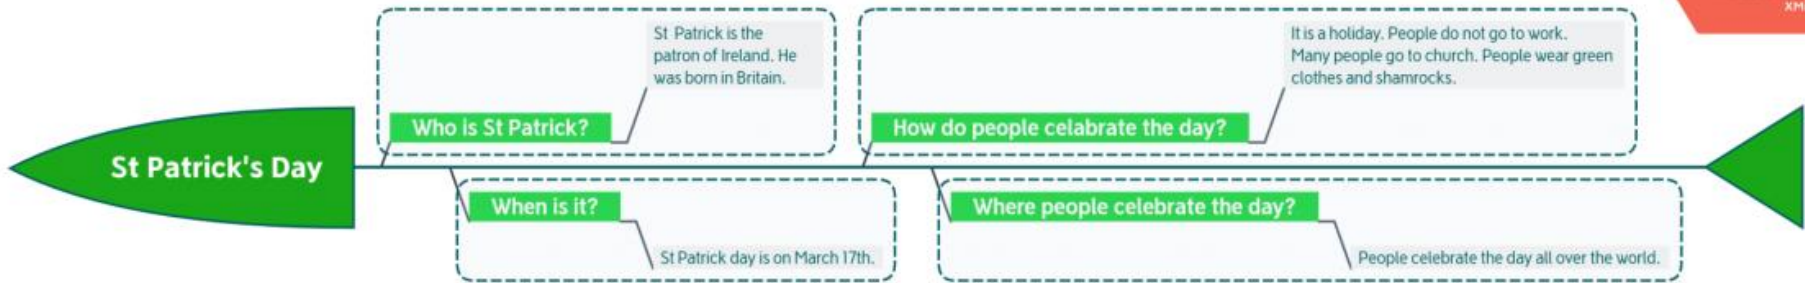 XM
St Patrick is the
patron of Ireland. He
was born in Britain.
Who is St Patrick?
It is a holiday. People do not go to work.
Many people go to church. People wear green
clothes and shamrocks.
How do people celabrate the day?
St Patrick's Day
When is it?
St Patrick day is on March 17th.
Where people celebrate the day?
People celebrate the day all over the world.